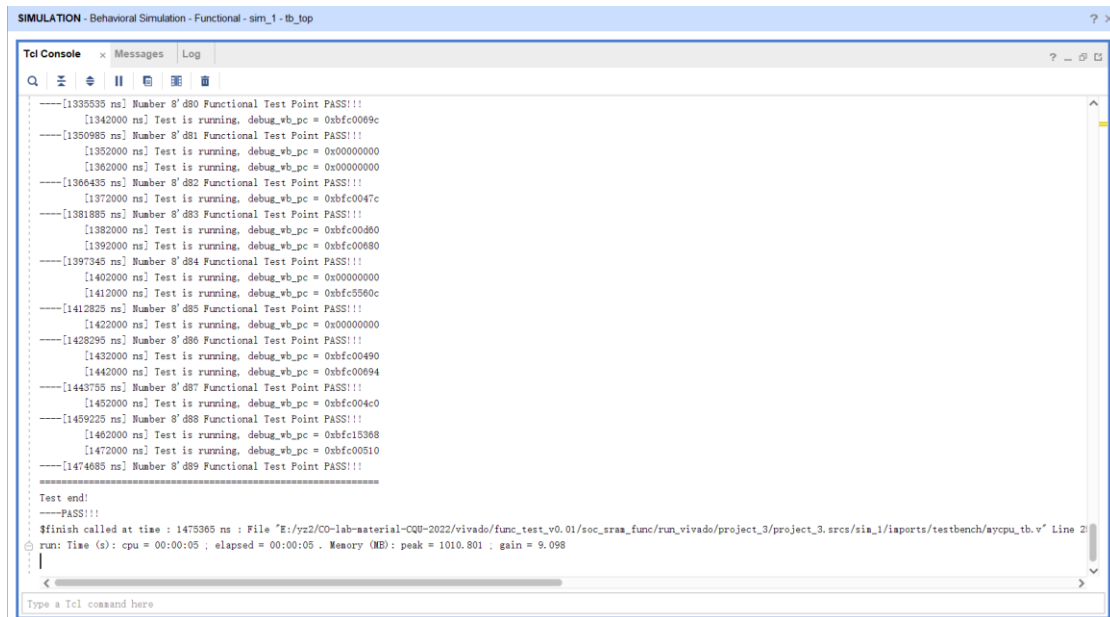 SIMULATION - Behavioral Simulation - Functional - sim_1 - tb_top
Tcl Console × Messages Log
----[1335535 ns] Number 8'd80 Functional Test Point PASS!!!
[1342000 ns] Test is running, debug_wb_pc = 0xbfc0069c
----[1350985 ns] Number 8'd81 Functional Test Point PASS!!!
[1352000 ns] Test is running, debug_wb_pc = 0x00000000
[1362000 ns] Test is running, debug_wb_pc = 0x00000000
----[1366435 ns] Number 8'd82 Functional Test Point PASS!!!
[1372000 ns] Test is running, debug_wb_pc = 0xbfc0047c
----[1381885 ns] Number 8'd83 Functional Test Point PASS!!!
[1382000 ns] Test is running, debug_wb_pc = 0xbfc00d60
[1392000 ns] Test is running, debug_wb_pc = 0xbfc00680
----[1397345 ns] Number 8'd84 Functional Test Point PASS!!!
[1402000 ns] Test is running, debug_wb_pc = 0x00000000
[1412000 ns] Test is running, debug_wb_pc = 0xbfc5560c
----[1412825 ns] Number 8'd85 Functional Test Point PASS!!!
[1422000 ns] Test is running, debug_wb_pc = 0x00000000
----[1428295 ns] Number 8'd86 Functional Test Point PASS!!!
[1432000 ns] Test is running, debug_wb_pc = 0xbfc00490
[1442000 ns] Test is running, debug_wb_pc = 0xbfc00694
----[1443755 ns] Number 8'd87 Functional Test Point PASS!!!
[1452000 ns] Test is running, debug_wb_pc = 0xbfc004c0
----[1459225 ns] Number 8'd88 Functional Test Point PASS!!!
[1462000 ns] Test is running, debug_wb_pc = 0xbfc15368
[1472000 ns] Test is running, debug_wb_pc = 0xbfc00510
----[1474685 ns] Number 8'd89 Functional Test Point PASS!!!
==============================================================
Test end!
----PASS!!!
$finish called at time : 1475365 ns : File "E:/yz2/CO-lab-material-CQU-2022/vivado/func_test_v0.01/soc_sram_func/run_vivado/project_3/project_3.srcs/sim_1/imports/testbench/mycpu_tb.v" Line 2
run: Time (s): cpu = 00:00:05 ; elapsed = 00:00:05 . Memory (MB): peak = 1010.801 ; gain = 9.098
Type a Tcl command here